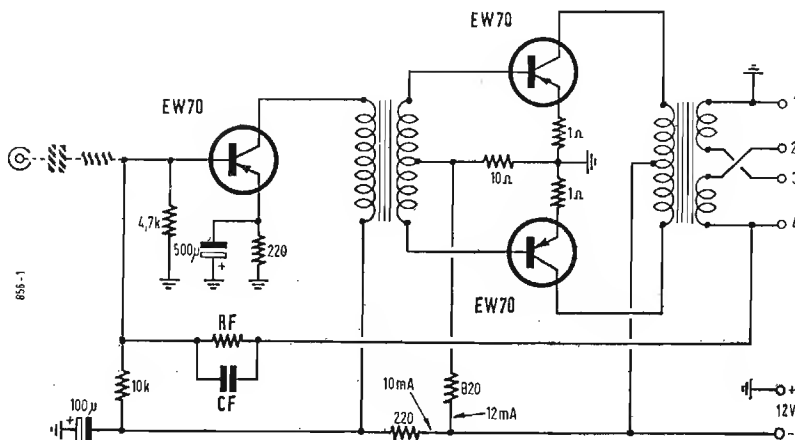 EW70
EW70
1Ω
1
2
10Ω
3
4,7k
1Ω
4
500µ
+
220
EW70
856-1
RF
10k
CF
820
+
100µ
+
10mA
12mA
12V
220
-